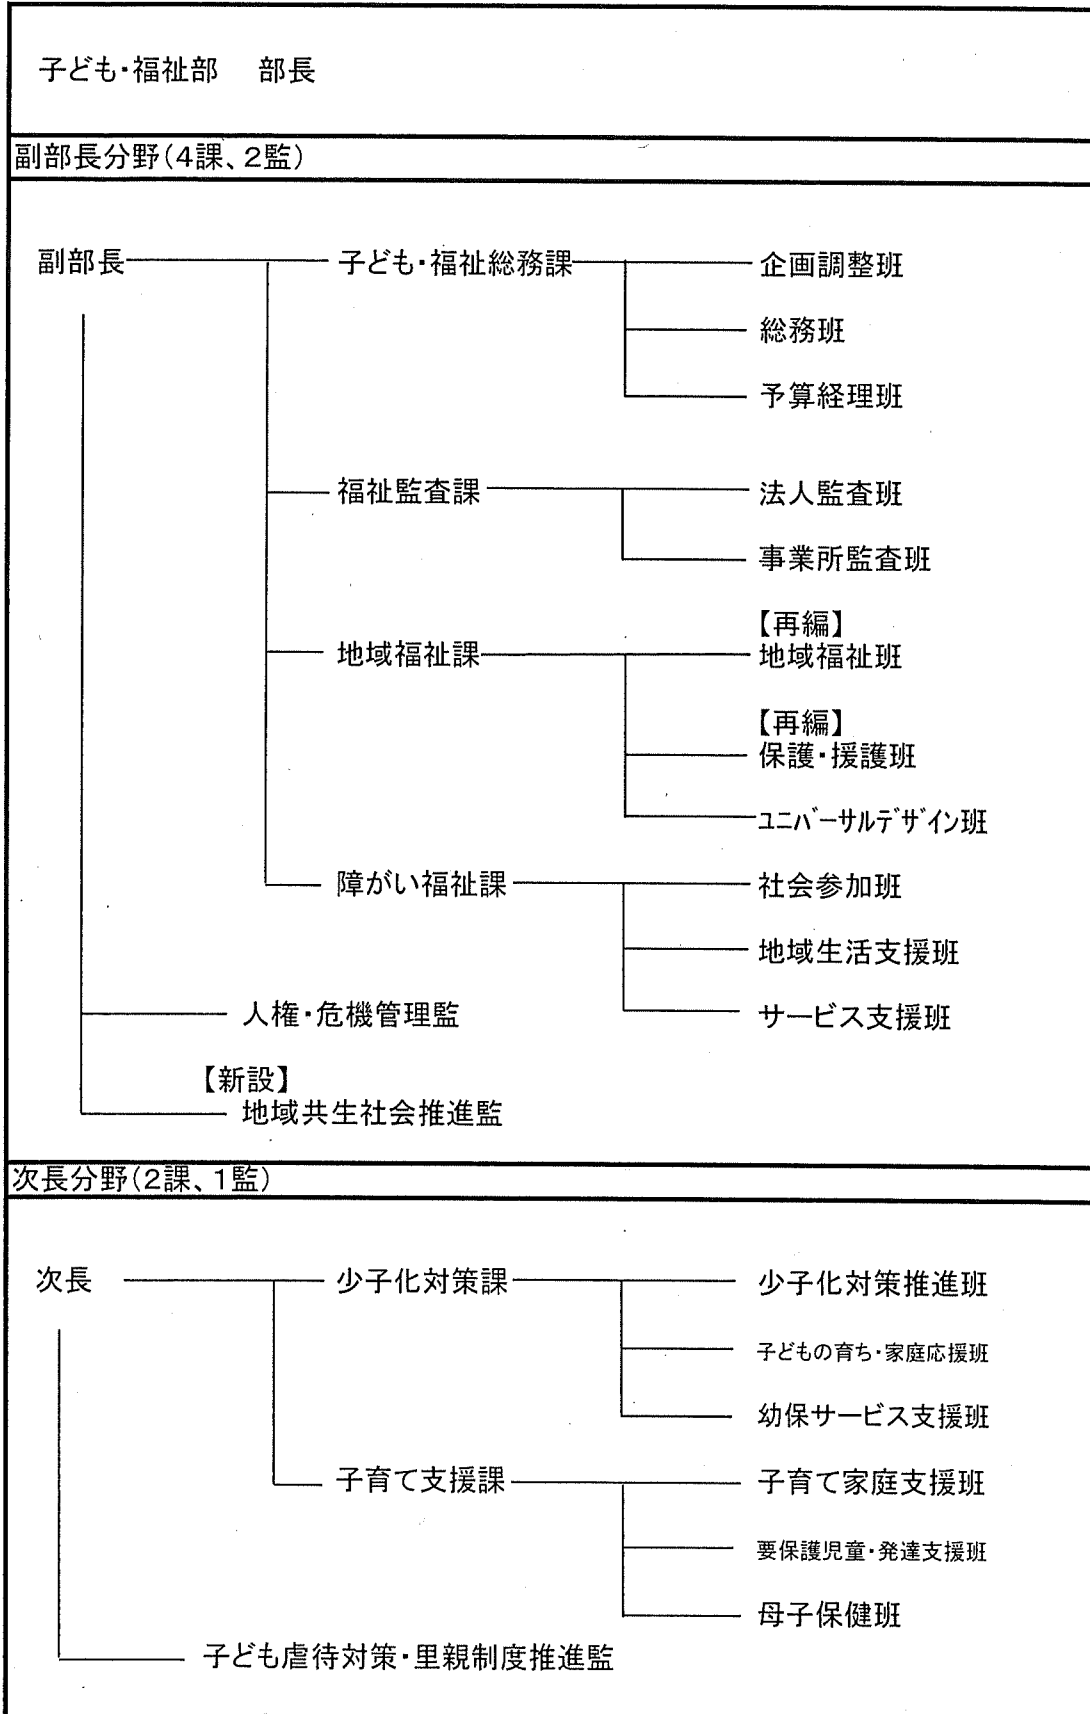 子ども・福祉部　部長
副部長分野(4課、2監)
副部長　子ども・福祉総務課　企画調整班
総務班
予算経理班
福祉監査課　法人監査班
事業所監査班
【再編】
地域福祉課　地域福祉班
【再編】
保護・援護班
ﾕﾆﾊﾞｰｻﾙﾃﾞｻﾞｲﾝ班
障がい福祉課　社会参加班
地域生活支援班
人権・危機管理監　サービス支援班
【新設】
地域共生社会推進監
次長分野(2課、1監)
次長　少子化対策課　少子化対策推進班
子どもの育ち・家庭応援班
幼保サービス支援班
子育て支援課　子育て家庭支援班
要保護児童・発達支援班
母子保健班
子ども虐待対策・里親制度推進監